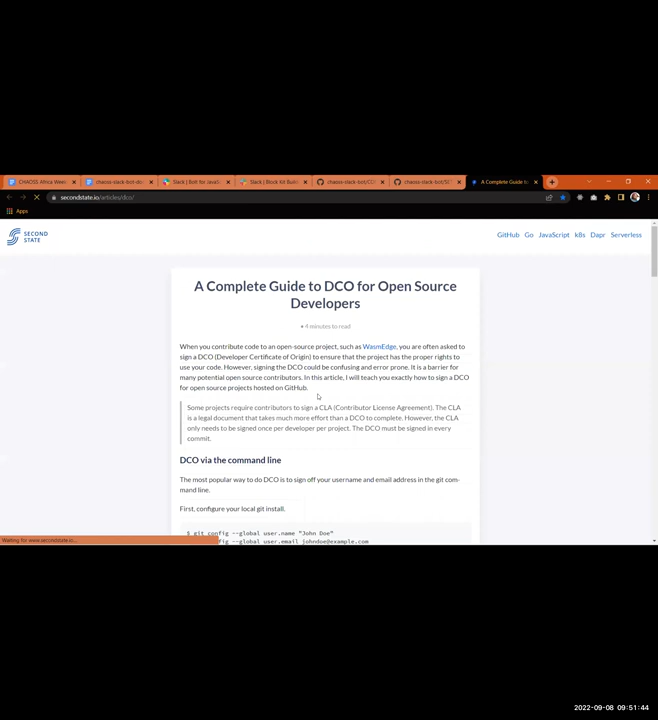 CHAOSS Africa Ween
chaoss-slack-bot-doc
Slack | Bolt for JavaS
Slack | Block Kit Build
chaoss-slack-bot/CO
chaoss-slack-bot/SE
A Complete Guide to
secondstate.io/articles/dco/
Apps
SECOND
STATE
GitHub Go JavaScript k8s Dapr Serverless
A Complete Guide to DCO for Open Source
Developers
• 4 minutes to read
When you contribute code to an open-source project, such as WasmEdge, you are often asked to
sign a DCO (Developer Certificate of Origin) to ensure that the project has the proper rights to
use your code. However, signing the DCO could be confusing and error prone. It is a barrier for
many potential open source contributors. In this article, I will teach you exactly how to sign a DCO
for open source projects hosted on GitHub.
Some projects require contributors to sign a CLA (Contributor License Agreement). The CLA
is a legal document that takes much more effort than a DCO to complete. However, the CLA
only needs to be signed once per developer per project. The DCO must be signed in every
commit.
DCO via the command line
The most popular way to do DCO is to sign off your username and email address in the git com-
mand line.
First, configure your local git install.
$ git config --global user.name "John Doe"
fig --global user.email johndoe@example.com
Waiting for www.secondstate.io...
2022-09-08 09:51:44